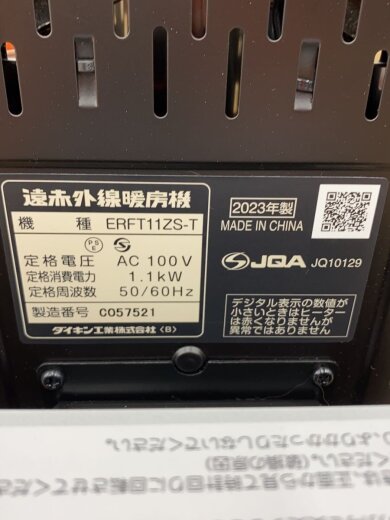 遠赤外線暖房機
機 種 ERFT11ZS-T
PS
E
定格電圧 AC 100V
定格消費電力 1.1kW
定格周波数 50/60Hz
製造番号 C057521
ダイキン工業株式会社〈B〉
2023年製
MADE IN CHINA
JQA JQ10129
デジタル表示の数値が
小さいときはヒーター
は赤くなりませんが
異常ではありません